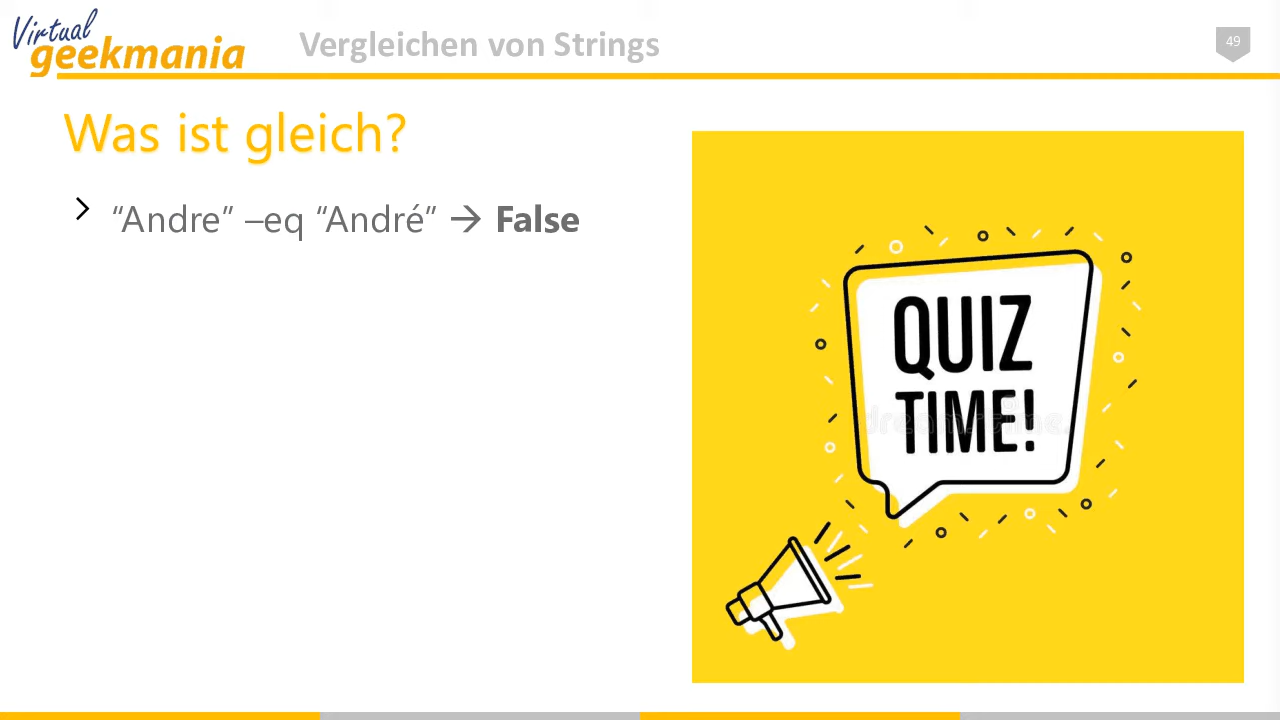 Virtual
geekmania
Vergleichen von Strings
49
Was ist gleich?
“Andre” –eq “André” → False
QUIZ
TIME!